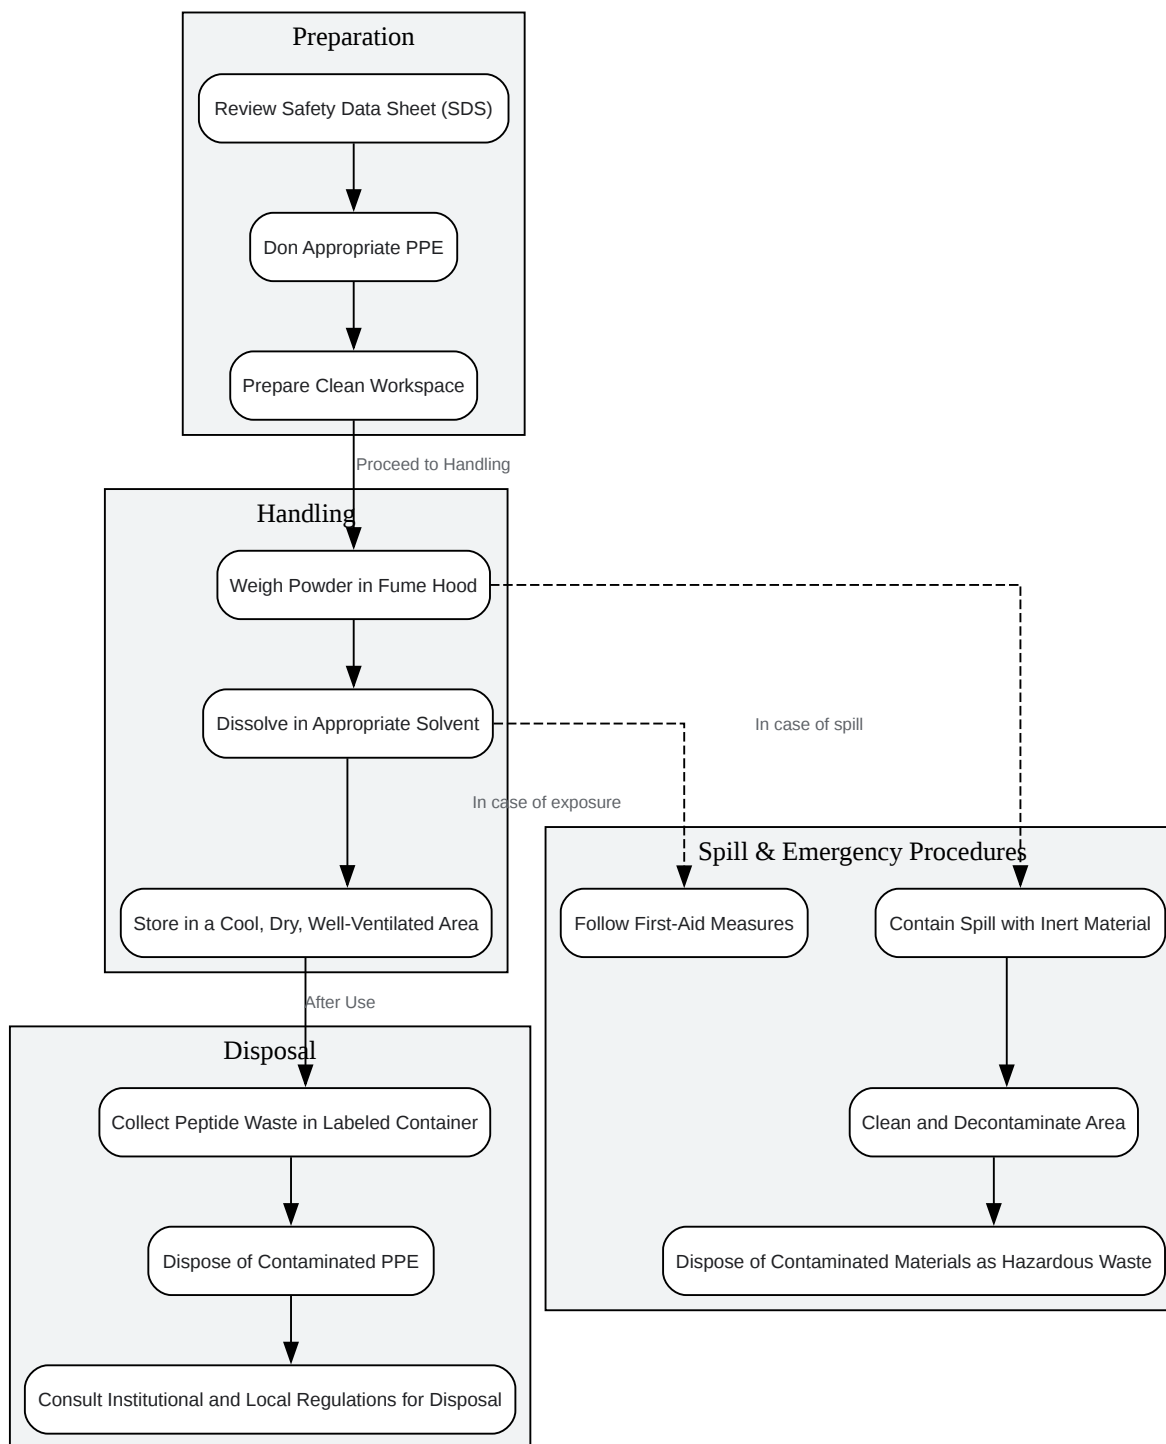 Preparation
Review Safety Data Sheet (SDS)
Don Appropriate PPE
Prepare Clean Workspace
Proceed to Handling
Handling
Weigh Powder in Fume Hood
Dissolve in Appropriate Solvent
In case of spill
In case of exposure
Spill & Emergency Procedures
Store in a Cool, Dry, Well-Ventilated Area
Follow First-Aid Measures
Contain Spill with Inert Material
After Use
Disposal
Collect Peptide Waste in Labeled Container
Clean and Decontaminate Area
Dispose of Contaminated PPE
Dispose of Contaminated Materials as Hazardous Waste
Consult Institutional and Local Regulations for Disposal